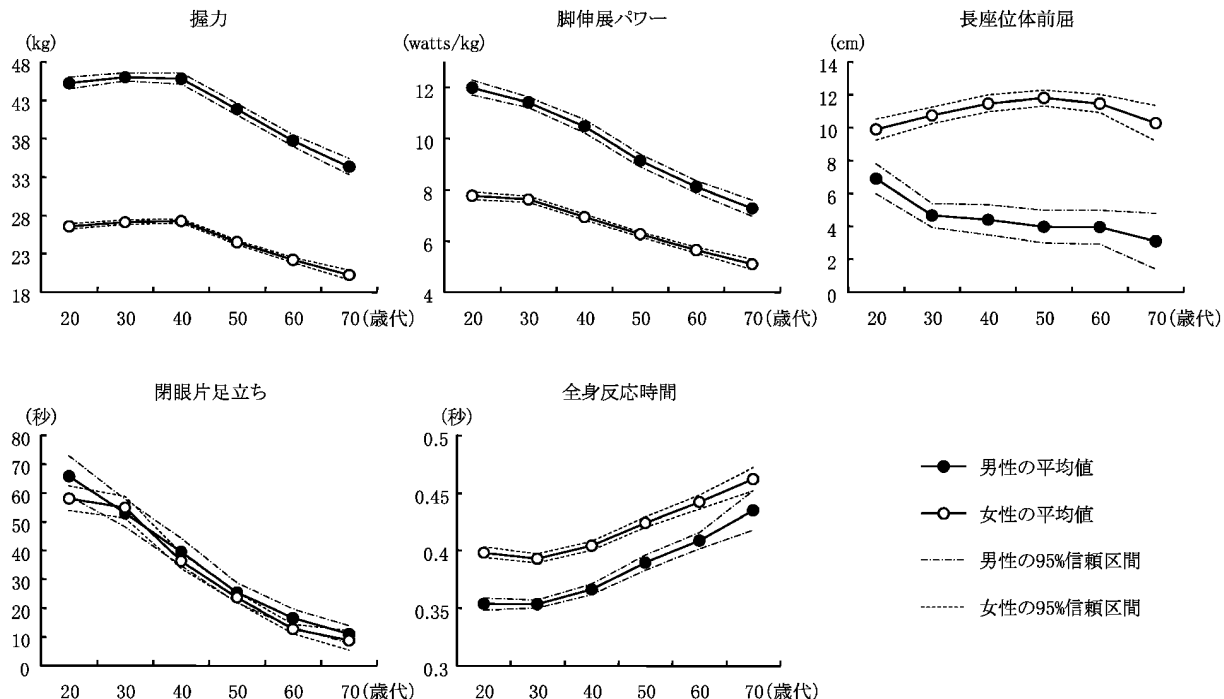 握力
(kg)
48
43
38
33
28
23
18
20 30 40 50 60 70(歳代)
脚伸展パワー
(watts/kg)
12
10
8
6
4
20 30 40 50 60 70(歳代)
長座位体前屈
(cm)
14
12
10
8
6
4
2
0
20 30 40 50 60 70(歳代)
閉眼片足立ち
(秒)
80
70
60
50
40
30
20
10
0
20 30 40 50 60 70(歳代)
全身反応時間
(秒)
0.5
0.45
0.4
0.35
0.3
20 30 40 50 60 70(歳代)
男性の平均値
女性の平均値
男性の95%信頼区間
女性の95%信頼区間